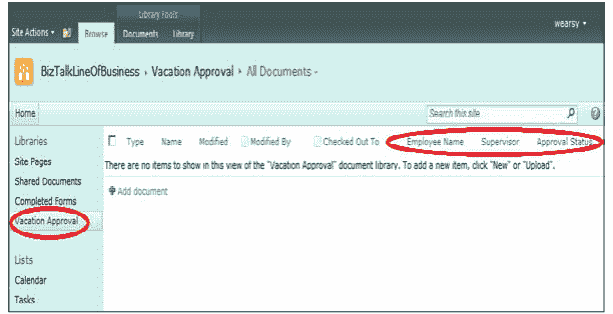 Library Tools
Site Actions
Browse
Documents
Library
wearsy
BizTalkLineOfBusiness › Vacation Approval › All Documents -
Home
Search this site
Libraries
Type Name Modified Modified By Checked Out To Employee Name Supervisor Approval Status
Site Pages
There are no items to show in this view of the "Vacation Approval" document library. To add a new item, click "New" or "Upload".
Shared Documents
Add document
Completed Forms
Vacation Approval
Lists
Calendar
Tasks